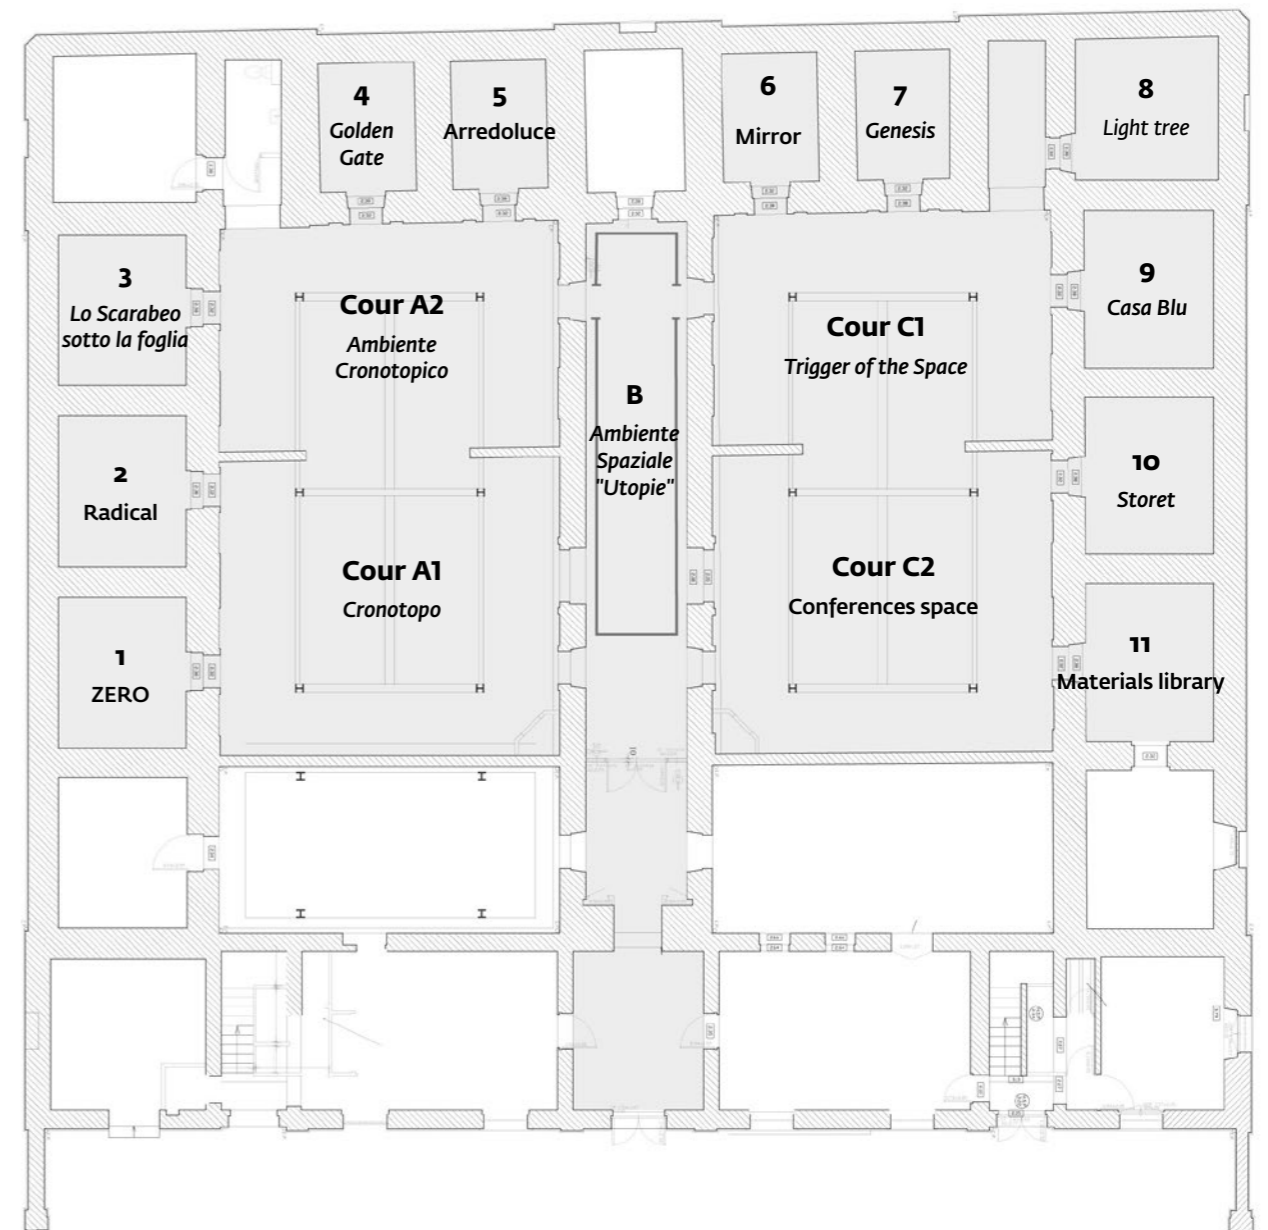 4
Golden
Gate
5
Arredoluce
6
Mirror
7
Genesis
8
Light tree
3
Lo Scarabeo
sotto la foglia
Cour A2
Ambiente
Cronotopico
B
Ambiente
Spaziale
"Utopie"
Cour C1
Trigger of the Space
9
Casa Blu
2
Radical
10
Storet
Cour A1
Cronotopo
Cour C2
Conferences space
1
ZERO
11
Materials library